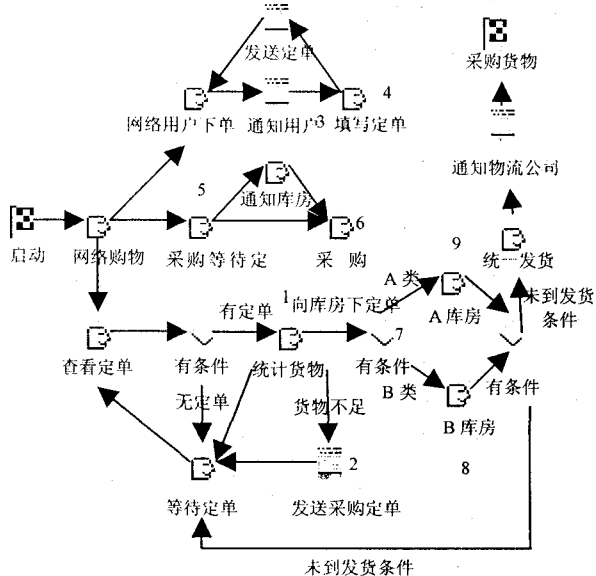 发送定单
采购货物
4
网络用户下单
通知用户
3
填写定单
通知物流公司
5
通知库房
6
9
启动
网络购物
采购等待定
采 购
统一发货
A 类
1
向库房下定单
有定单
A 库房
未到发货
条件
7
查看定单
有条件
统计货物
有条件
有条件
B 类
无定单
货物不足
B 库房
2
8
等待定单
发送采购定单
未到发货条件